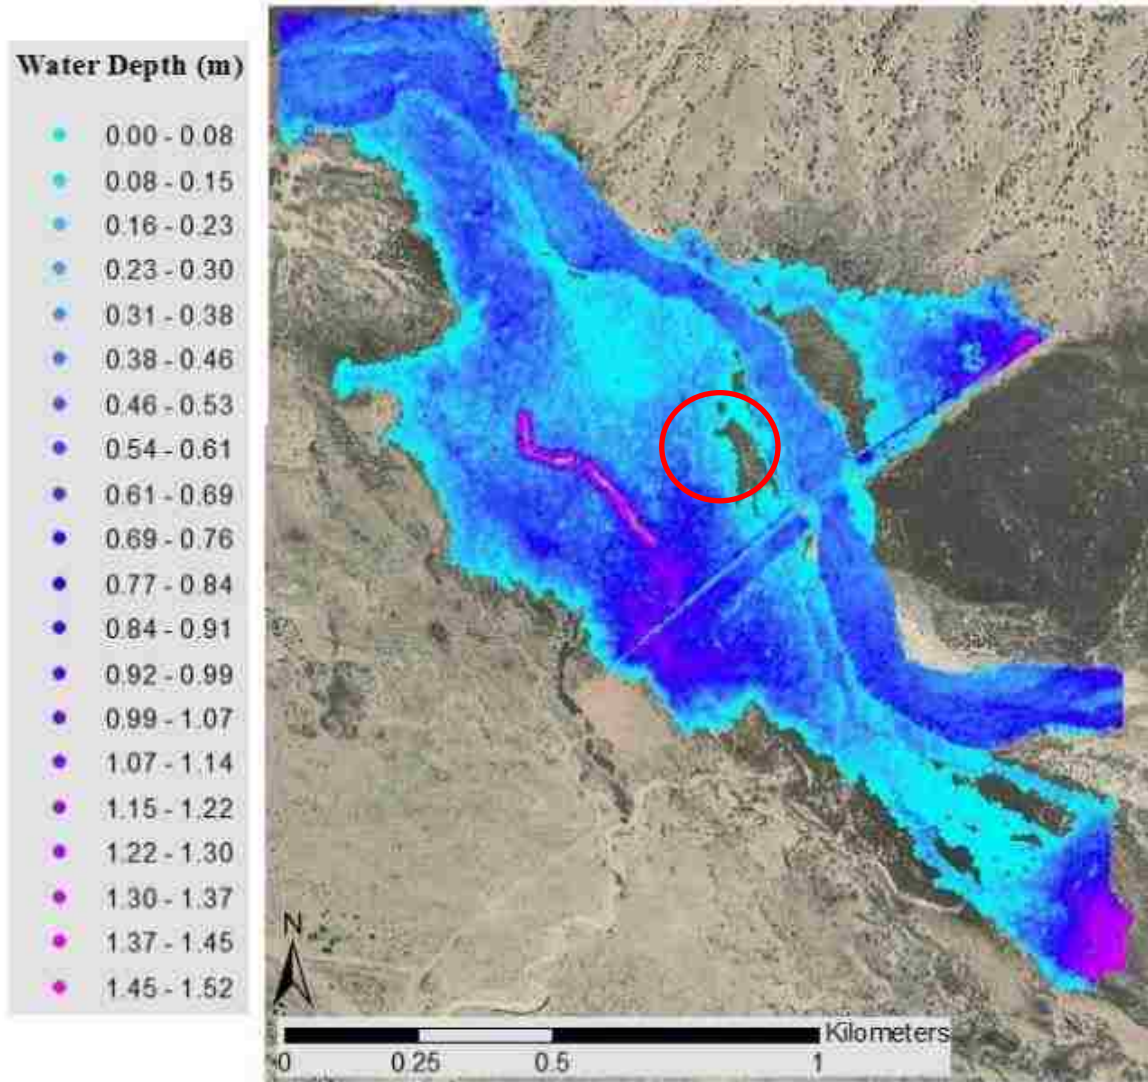 Water Depth (m)
0.00 - 0.08
0.08 - 0.15
0.16 - 0.23
0.23 - 0.30
0.31 - 0.38
0.38 - 0.46
0.46 - 0.53
0.54 - 0.61
0.61 - 0.69
0.69 - 0.76
0.77 - 0.84
0.84 - 0.91
0.92 - 0.99
0.99 - 1.07
1.07 - 1.14
1.15 - 1.22
1.22 - 1.30
1.30 - 1.37
1.37 - 1.45
1.45 - 1.52
N
Kilometers
0 0.25 0.5 1